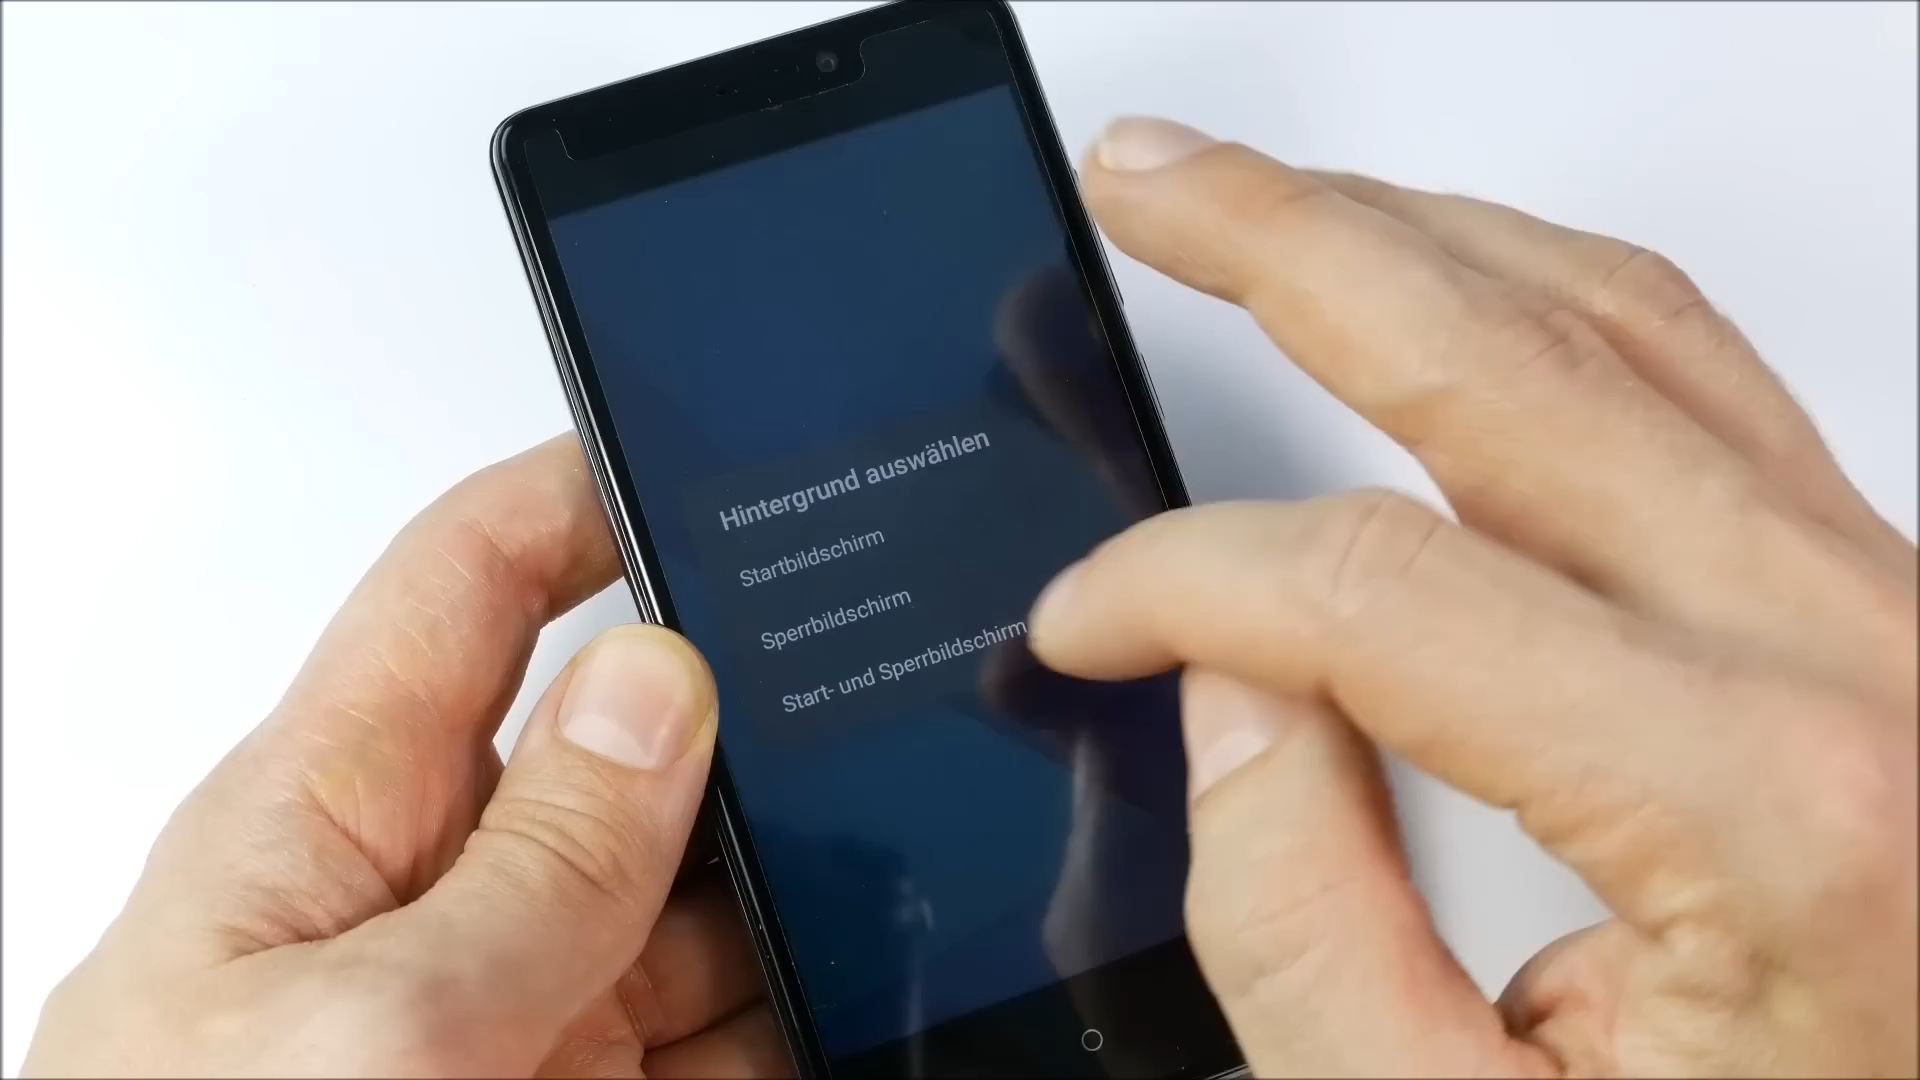 Hintergrund auswählen
Startbildschirm
Sperrbildschirm
Start- und Sperrbildschirm